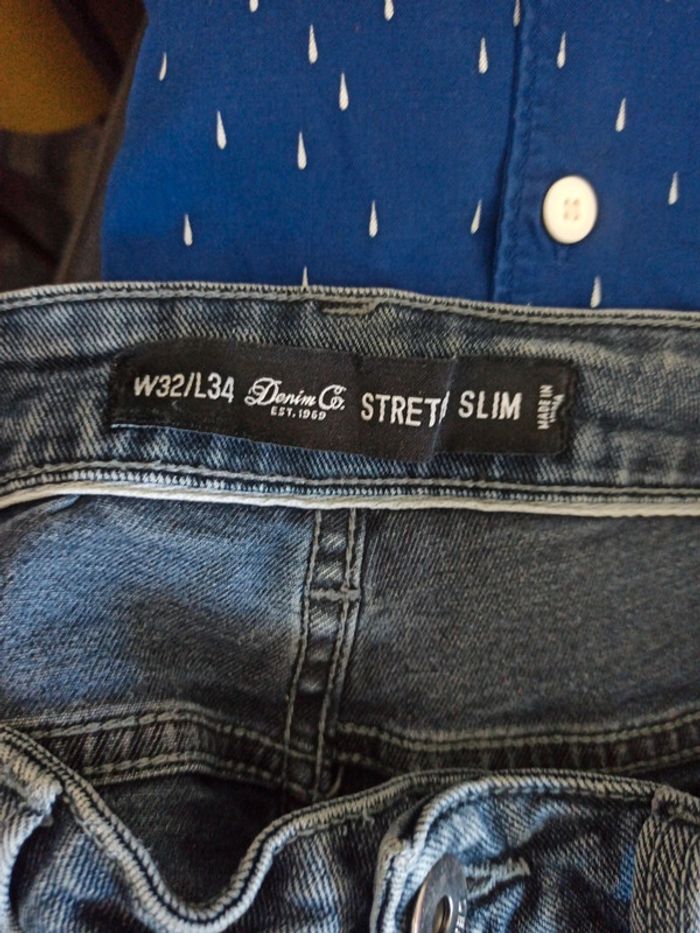 W32/L34 Denim Co. STRET SLIM
EST. 1969
MADE IN